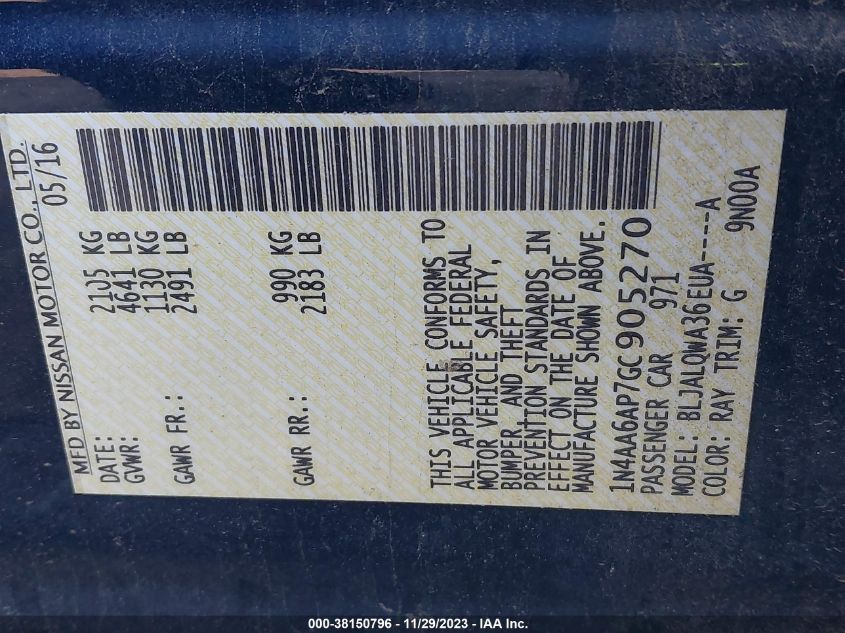 MFD BY NISSAN MOTOR CO., LTD.
DATE: 05/16
GVWR: 2105 KG
4641 LB
GAWR FR.: 1130 KG
2491 LB
GAWR RR.: 990 KG
2183 LB
THIS VEHICLE CONFORMS TO
ALL APPLICABLE FEDERAL
MOTOR VEHICLE SAFETY,
BUMPER, AND THEFT
PREVENTION STANDARDS IN
EFFECT ON THE DATE OF
MANUFACTURE SHOWN ABOVE.
1N4AA6AP7GC905270
PASSENGER CAR 971
MODEL: BLJALQWA36EUA----A
COLOR: RAY TRIM: G 9N00A
000-38150796 - 11/29/2023 - IAA Inc.